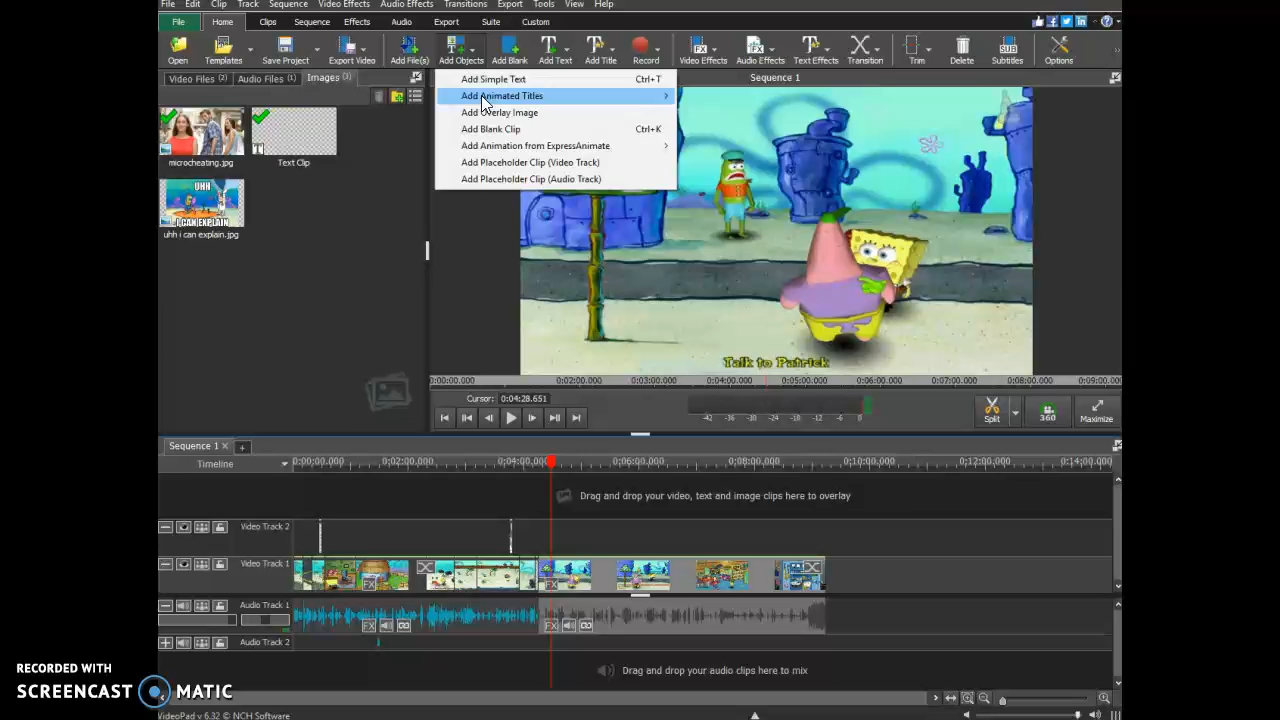 File Edit Clip Track Sequence Video Effects Audio Effects Transitions Export Tools View Help
File Home Clips Sequence Effects Audio Export Suite Custom
Open Templates Save Project Export Video Add File(s) Add Objects Add Blank Add Text Add Title Record Video Effects Audio Effects Text Effects Transition Trim Delete Subtitles Options
Video Files (2) Audio Files (1) Images (3) Sequence 1
Add Simple Text Ctrl+T
Add Animated Titles
Add Overlay Image
Add Blank Clip Ctrl+K
Add Animation from ExpressAnimate
Add Placeholder Clip (Video Track)
Add Placeholder Clip (Audio Track)
microcheating.jpg Text Clip
UHH
I CAN EXPLAIN
uhh i can explain.jpg
Talk to Patrick
0:00:00.000 0:02:00.000 0:03:00.000 0:04:00.000 0:05:00.000 0:06:00.000 0:07:00.000 0:08:00.000 0:09:00.000
Cursor: 0:04:28.651
-42 -36 -30 -24 -18 -12 -6 0
Split 360 Maximize
Sequence 1
Timeline 0:00:00.000 0:02:00.000 0:04:00.000 0:06:00.000 0:08:00.000 0:10:00.000 0:12:00.000 0:14:00.000
Drag and drop your video, text and image clips here to overlay
Video Track 2
Video Track 1
FX FX
Audio Track 1
FX FX
Audio Track 2
Drag and drop your audio clips here to mix
RECORDED WITH
SCREENCAST MATIC
VideoPad v 6.32 © NCH Software